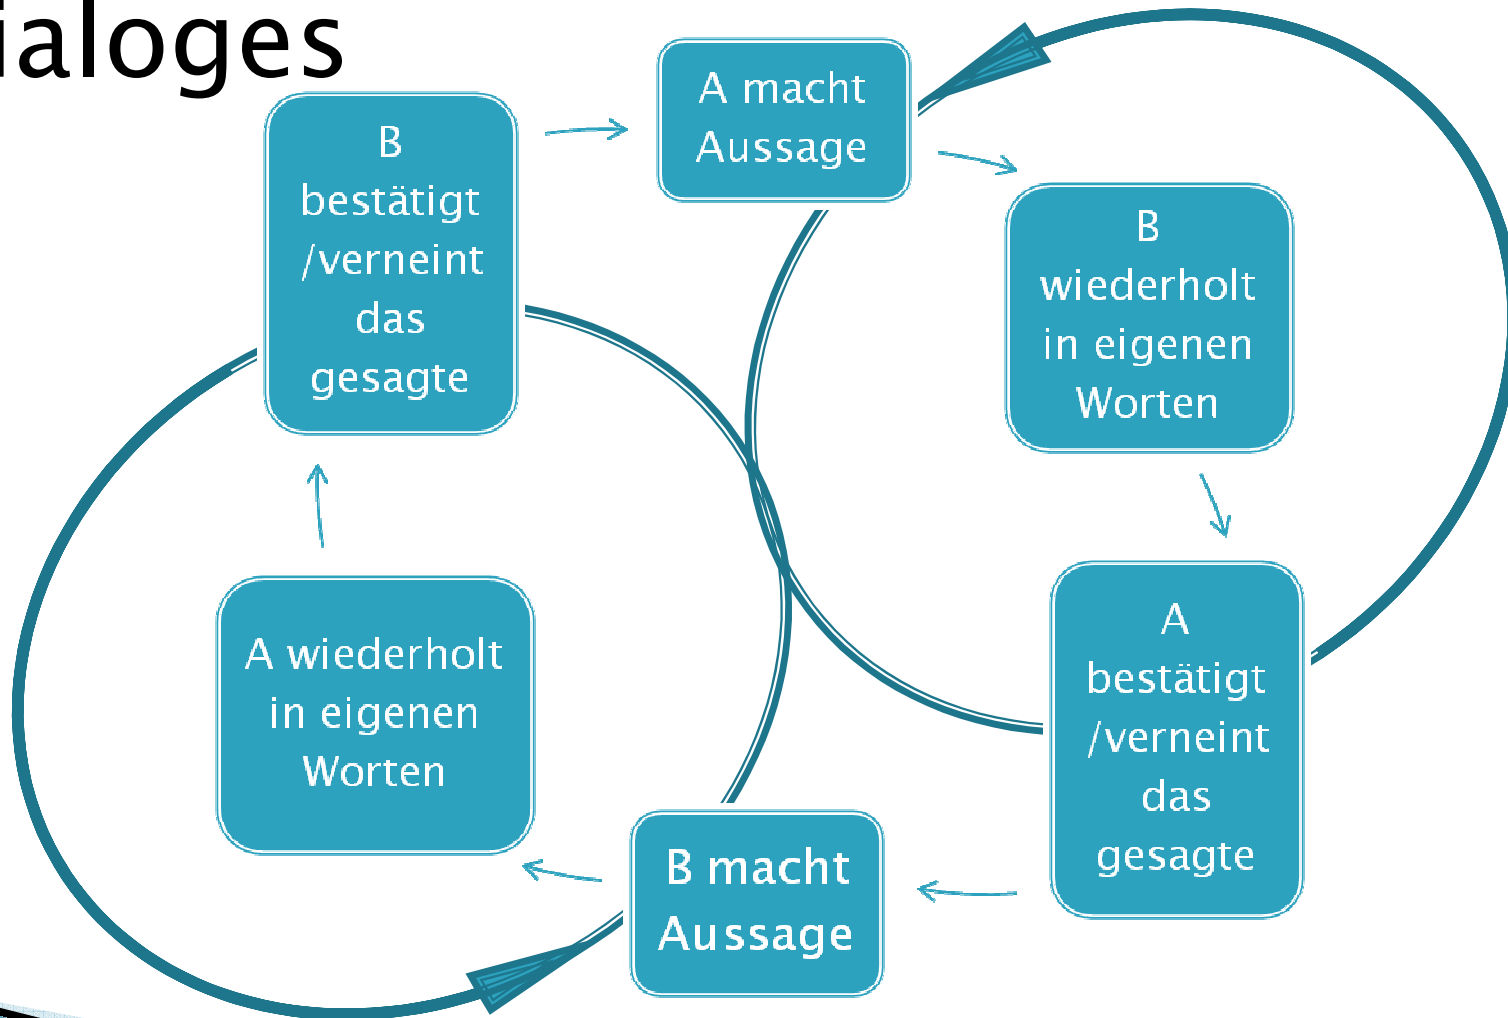 ialoges
A macht
Aussage
B
wiederholt
in eigenen
Worten
A
bestätigt
/verneint
das
gesagte
B macht
Aussage
A wiederholt
in eigenen
Worten
B
bestätigt
/verneint
das
gesagte